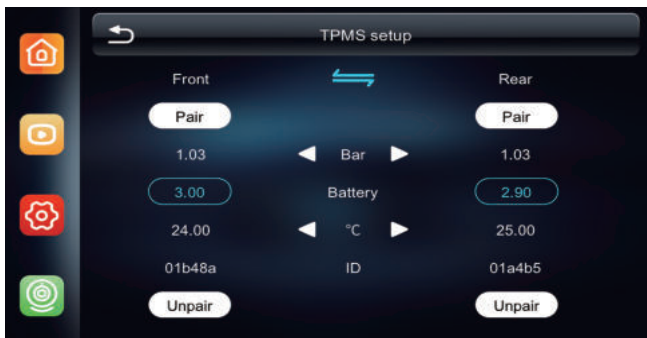 TPMS setup
Front Rear
Pair Pair
1.03 Bar 1.03
3.00 Battery 2.90
24.00 °C 25.00
01b48a ID 01a4b5
Unpair Unpair